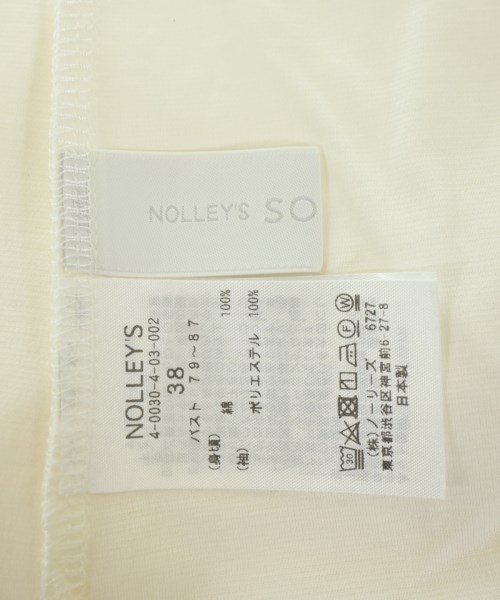 NOLLEY'S SO
NOLLEY'S
4-0030-4-03-002
38
バスト 79～87
(身頃) 綿 100%
(袖) ポリエステル 100%
30 F W
(株)ノーリーズ 6727
東京都渋谷区神宮前6-27-8
日本製